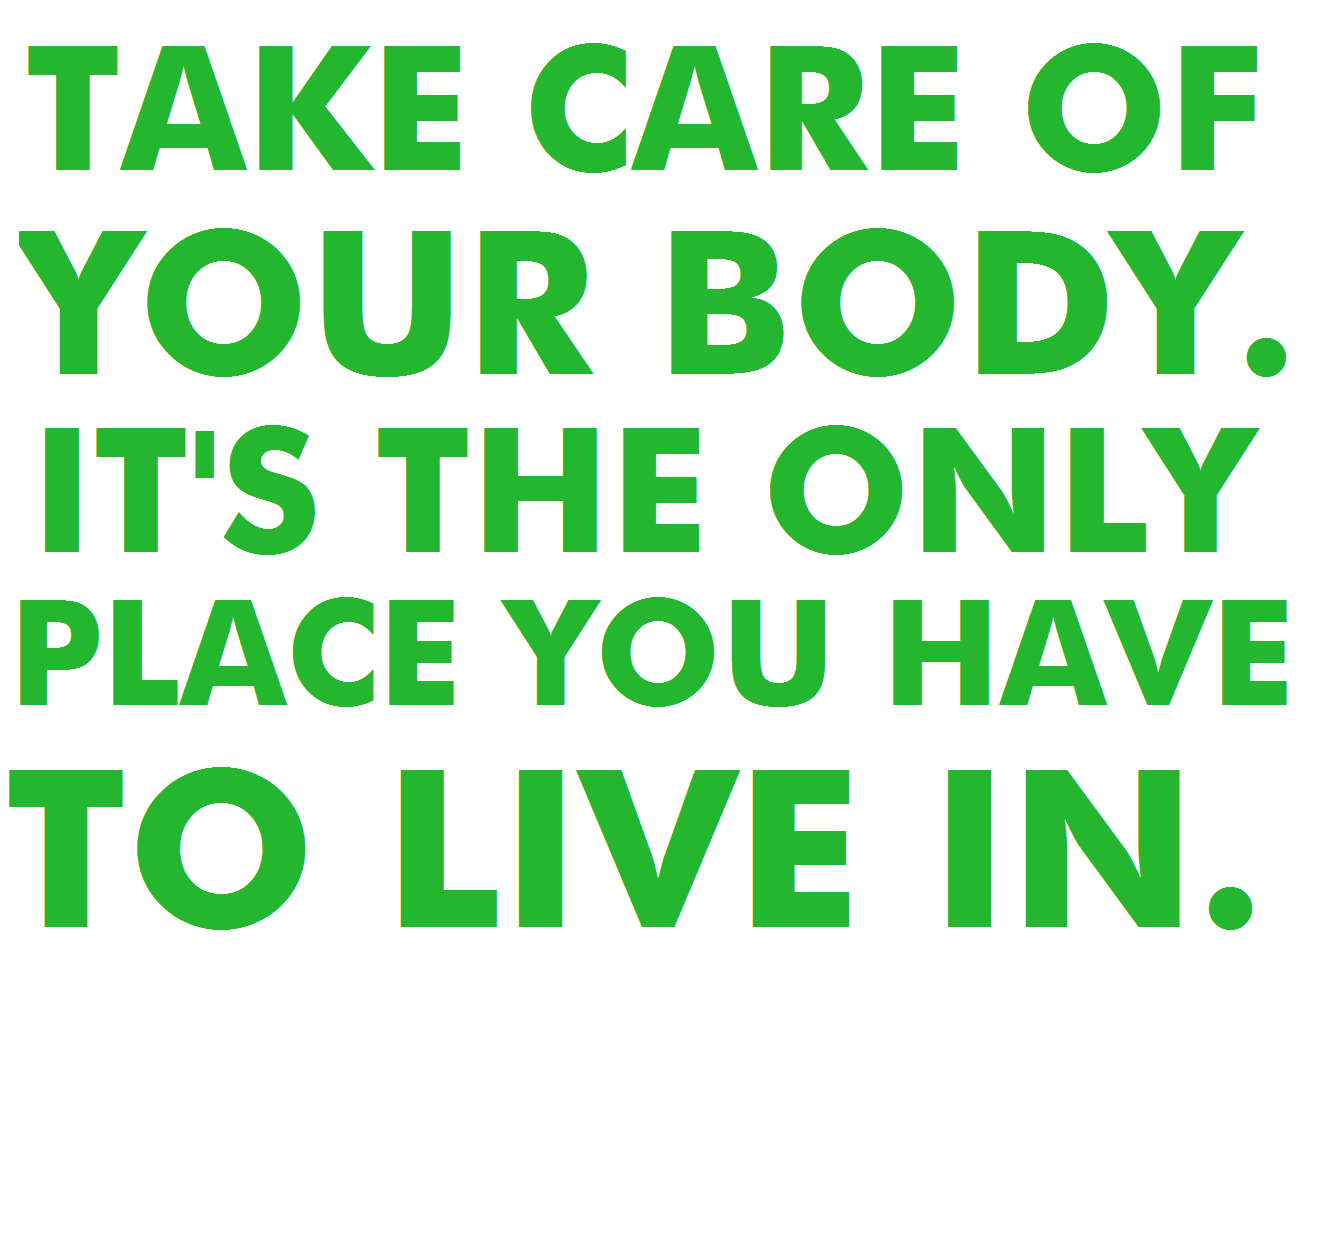 TAKE CARE OF
YOUR BODY.
IT'S THE ONLY
PLACE YOU HAVE
TO LIVE IN.